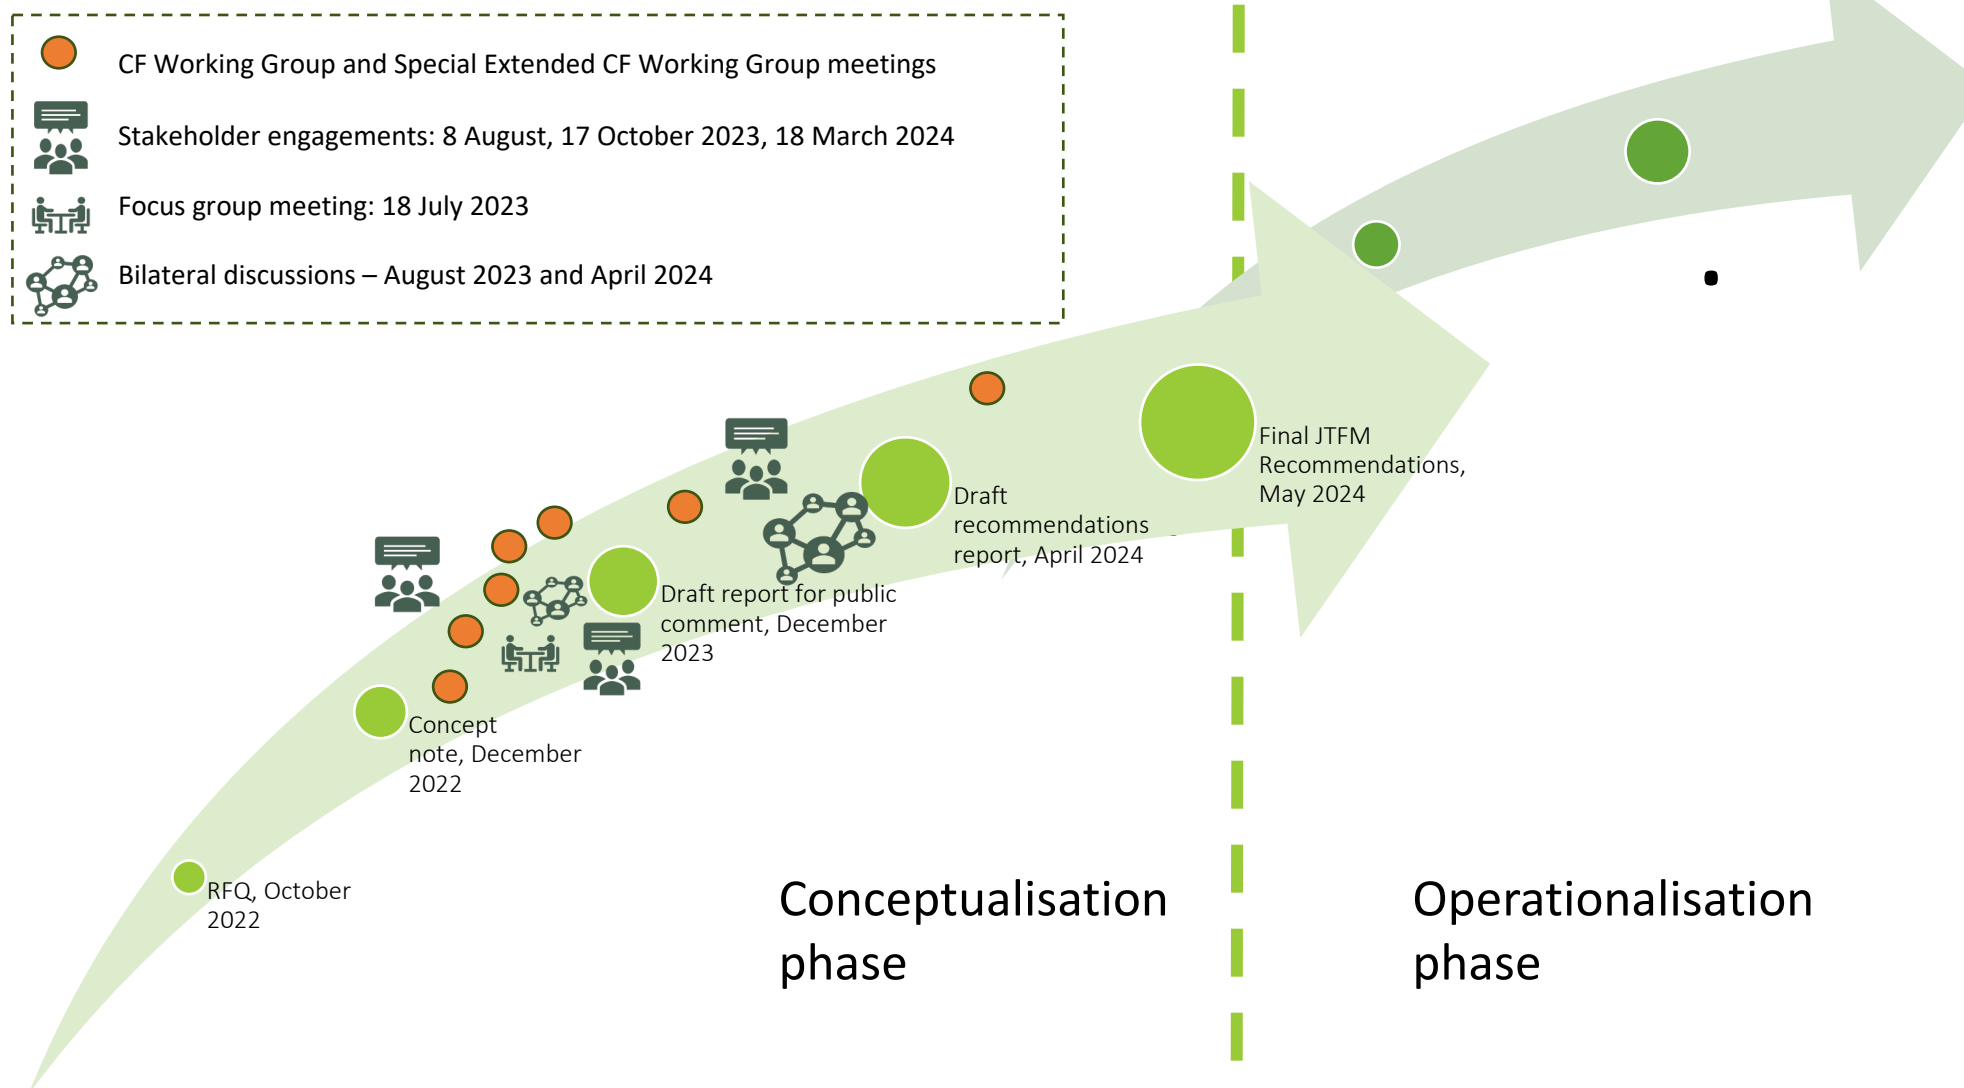 CF Working Group and Special Extended CF Working Group meetings
Stakeholder engagements: 8 August, 17 October 2023, 18 March 2024
Focus group meeting: 18 July 2023
Bilateral discussions – August 2023 and April 2024
Final JTFM
Recommendations,
May 2024
Draft
recommendations
report, April 2024
Draft report for public
comment, December
2023
Concept
note, December
2022
RFQ, October
2022
Conceptualisation
phase
Operationalisation
phase